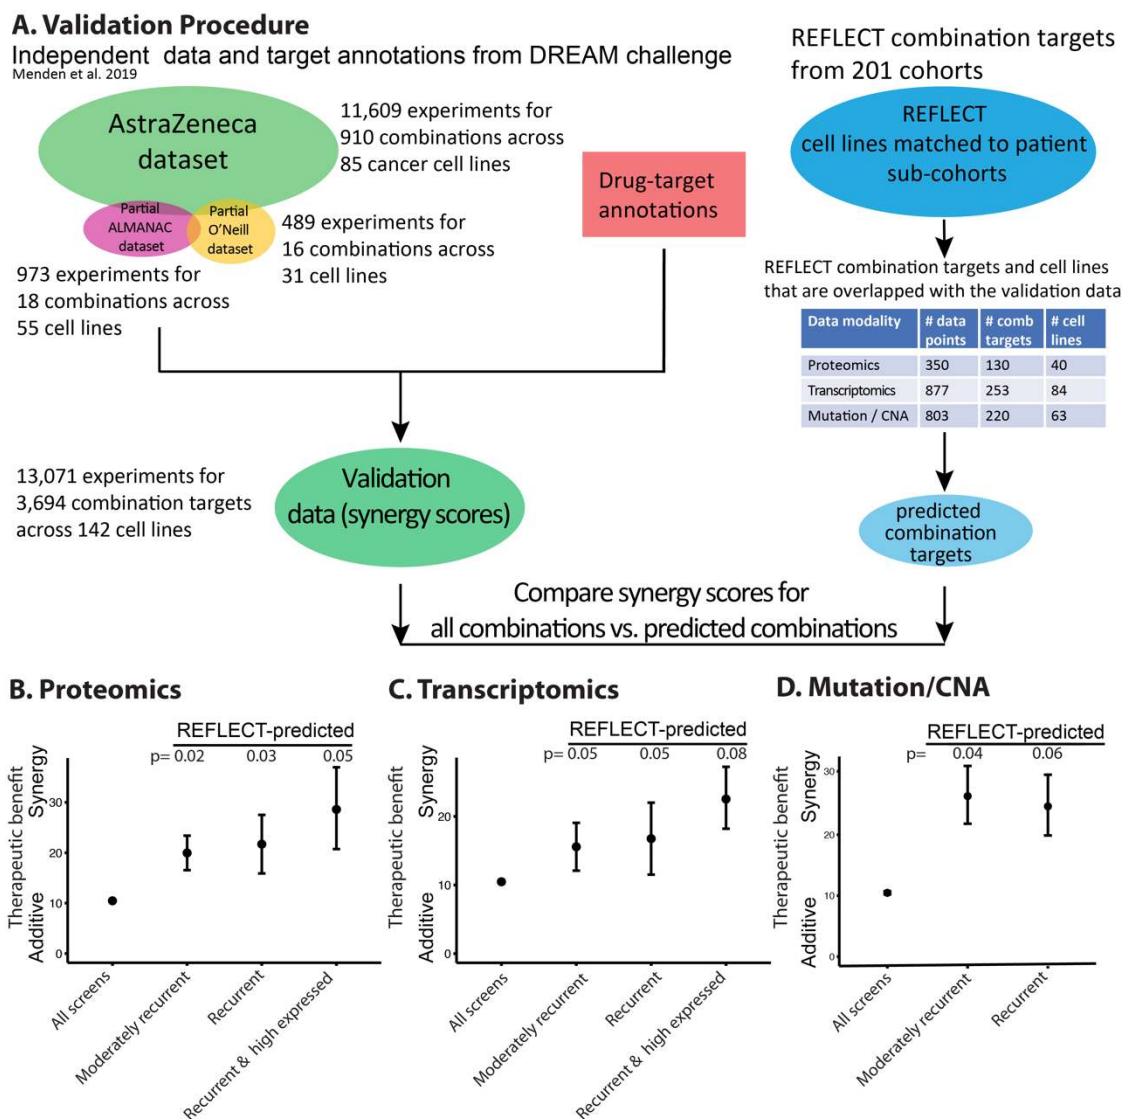 A. Validation Procedure
Independent data and target annotations from DREAM challenge
Menden et al. 2019
AstraZeneca
dataset
11,609 experiments for
910 combinations across
85 cancer cell lines
Partial
ALMANAC
dataset
Partial
O'Neill
dataset
489 experiments for
16 combinations across
31 cell lines
973 experiments for
18 combinations across
55 cell lines
Drug-target
annotations
REFLECT combination targets
from 201 cohorts
REFLECT
cell lines matched to patient
sub-cohorts
REFLECT combination targets and cell lines
that are overlapped with the validation data
Data modality # data points # comb targets # cell lines
Proteomics 350 130 40
Transcriptomics 877 253 84
Mutation / CNA 803 220 63
13,071 experiments for
3,694 combination targets
across 142 cell lines
Validation
data (synergy scores)
predicted
combination
targets
Compare synergy scores for
all combinations vs. predicted combinations
B. Proteomics
REFLECT-predicted
p= 0.02 0.03 0.05
Therapeutic benefit
Additive Synergy
30
20
10
0
All screens
Moderately recurrent
Recurrent
Recurrent & high expressed
C. Transcriptomics
REFLECT-predicted
p= 0.05 0.05 0.08
Therapeutic benefit
Additive Synergy
20
10
0
All screens
Moderately recurrent
Recurrent
Recurrent & high expressed
D. Mutation/CNA
REFLECT-predicted
p= 0.04 0.06
Therapeutic benefit
Additive Synergy
30
20
10
0
All screens
Moderately recurrent
Recurrent